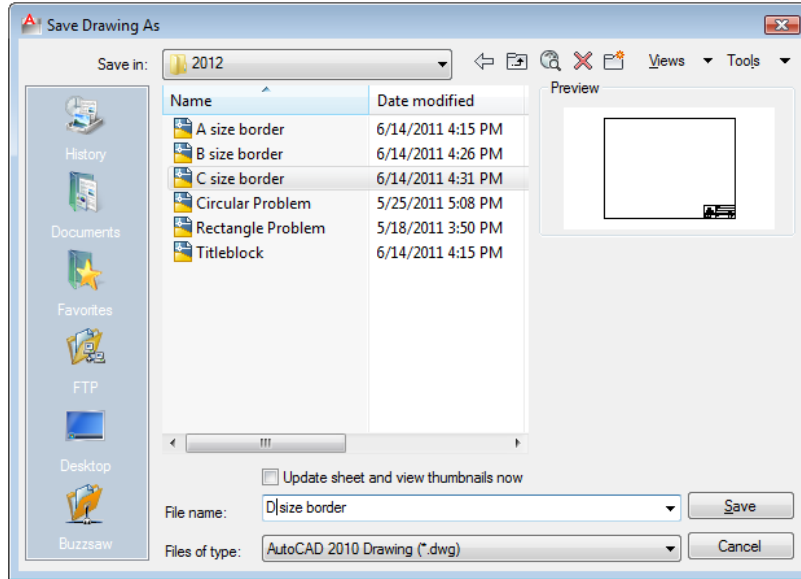 Save Drawing As
Save in:
2012
Views
Tools
History
Documents
Favorites
FTP
Desktop
Buzzsaw
Name
Date modified
A size border 6/14/2011 4:15 PM
B size border 6/14/2011 4:26 PM
C size border 6/14/2011 4:31 PM
Circular Problem 5/25/2011 5:08 PM
Rectangle Problem 5/18/2011 3:50 PM
Titleblock 6/14/2011 4:15 PM
Preview
Update sheet and view thumbnails now
File name:
D size border
Save
Files of type:
AutoCAD 2010 Drawing (*.dwg)
Cancel